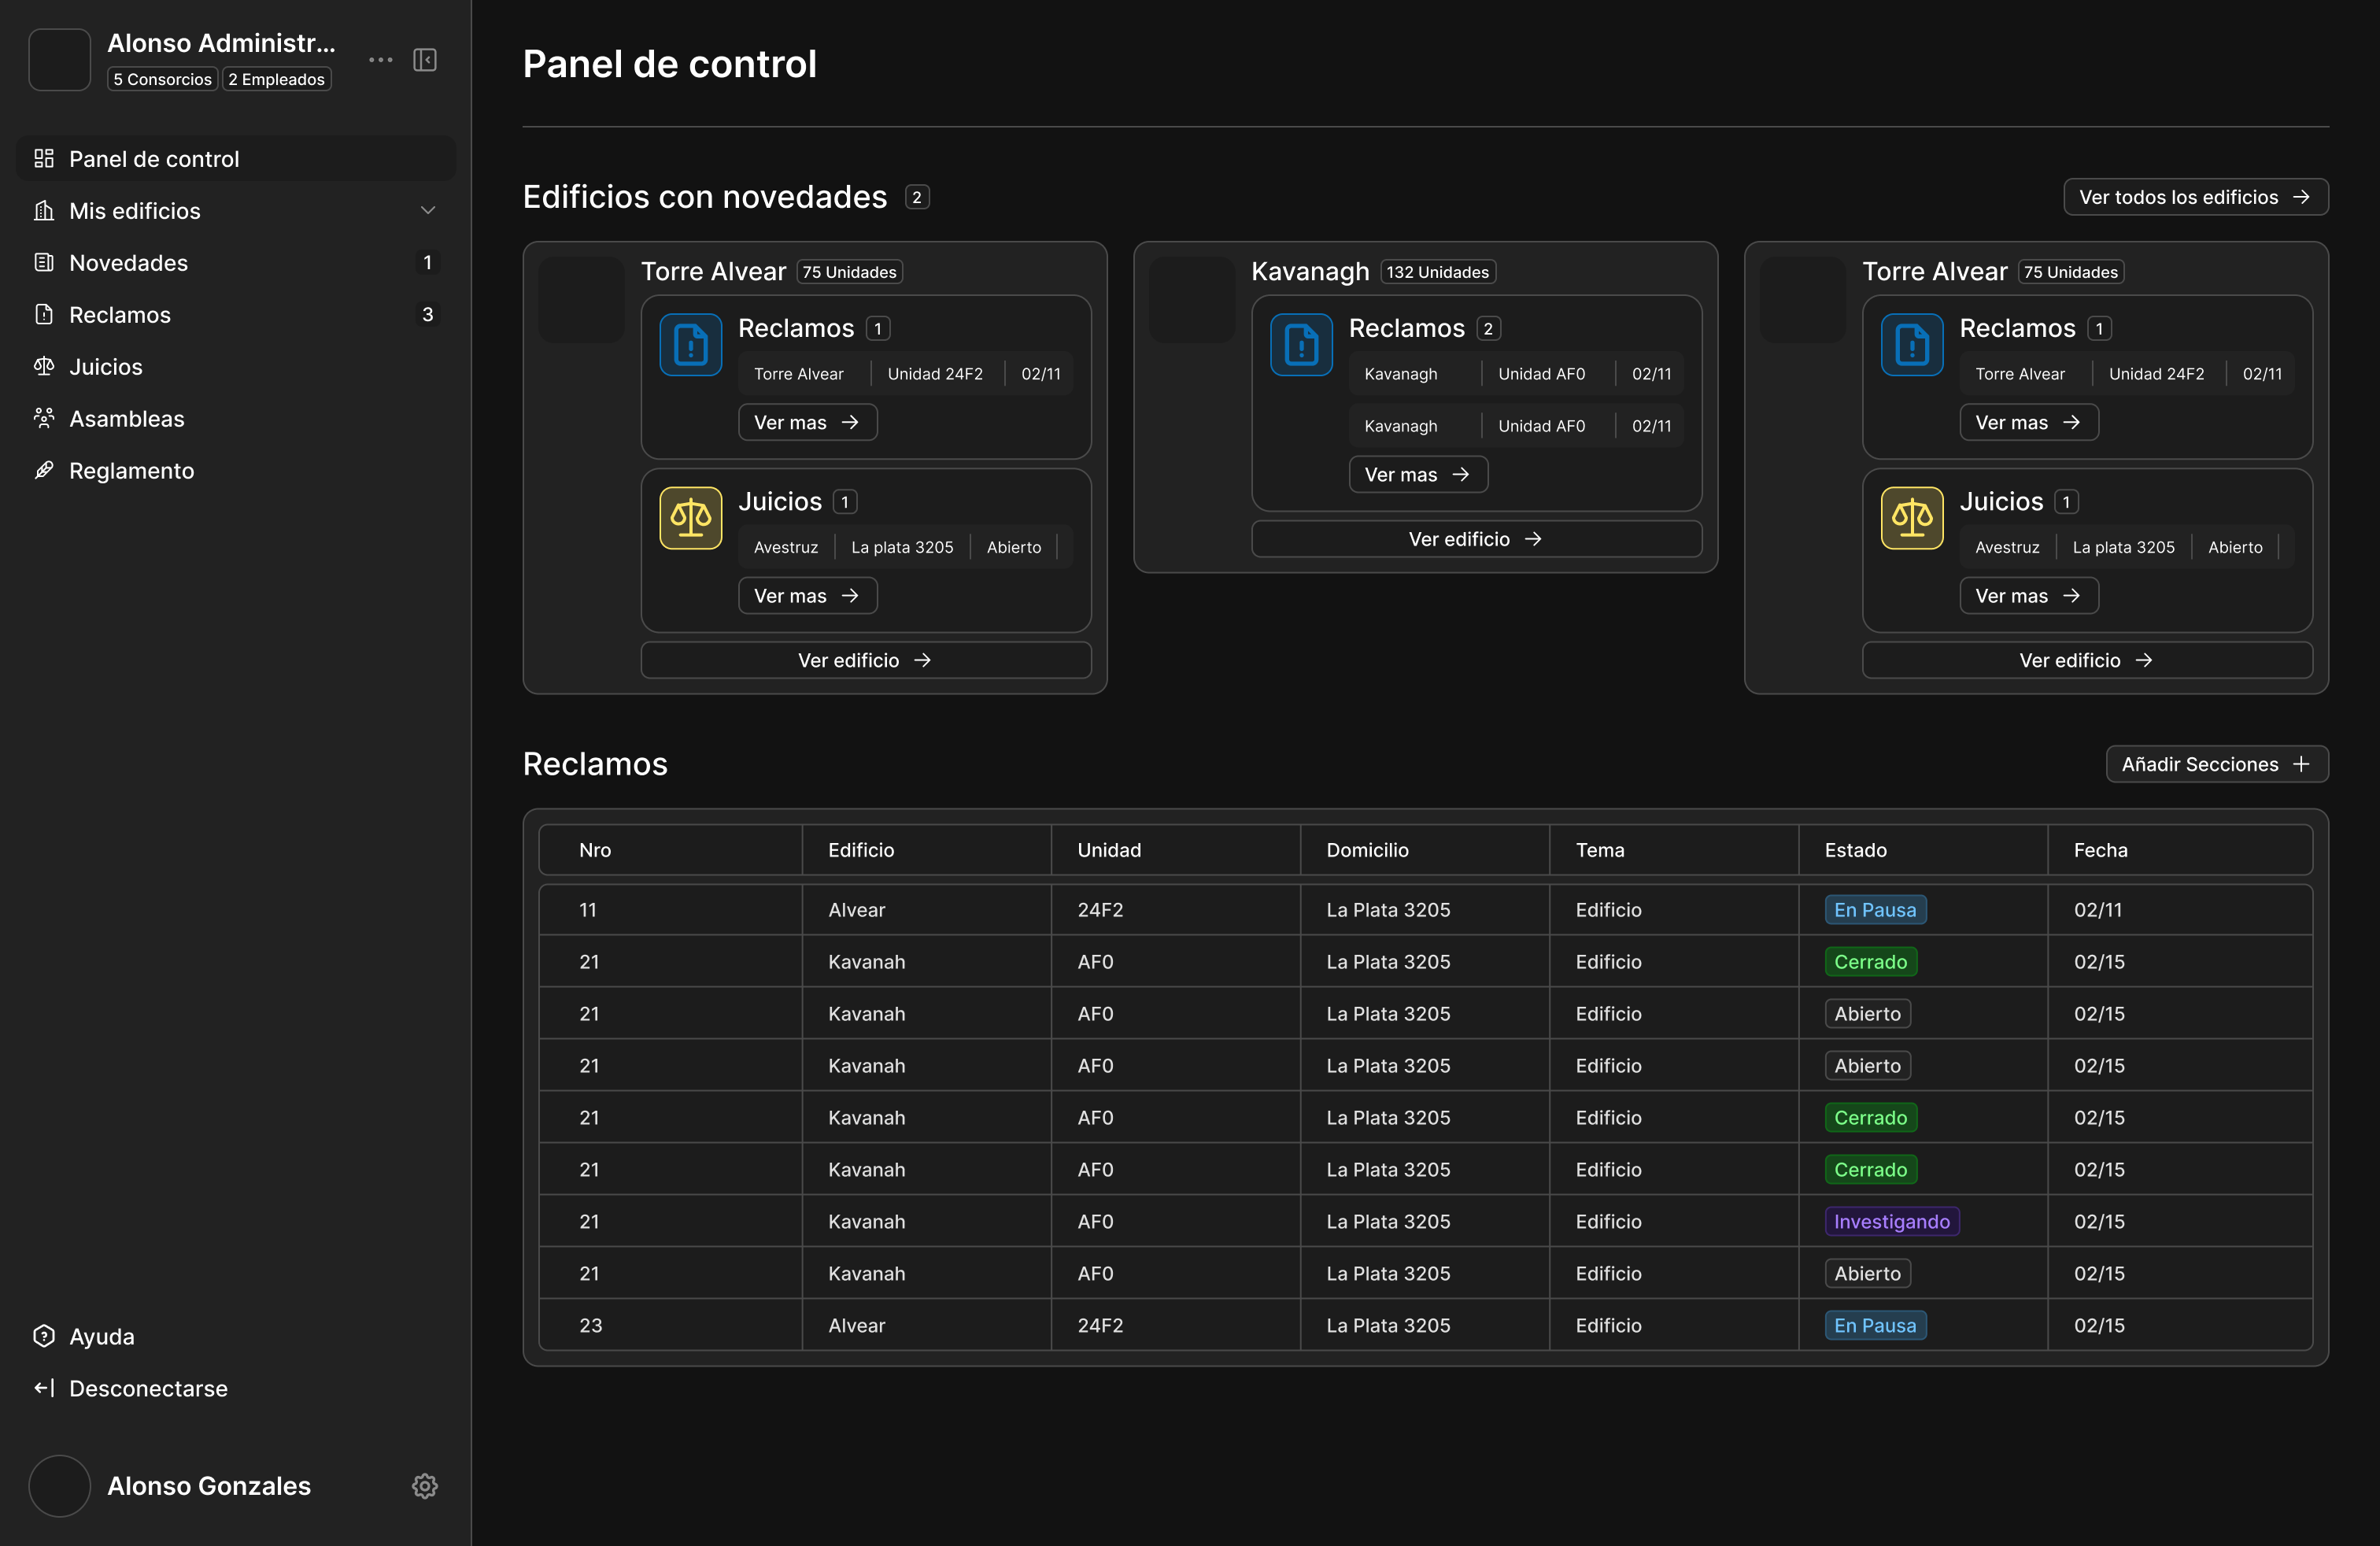 Alonso Administr...
5 Consorcios 2 Empleados
Panel de control
Mis edificios
Novedades 1
Reclamos 3
Juicios
Asambleas
Reglamento
Ayuda
Desconectarse
Alonso Gonzales
Panel de control
Edificios con novedades 2
Ver todos los edificios
Torre Alvear 75 Unidades
Reclamos 1
Torre Alvear Unidad 24F2 02/11
Ver mas
Juicios 1
Avestruz La plata 3205 Abierto
Ver mas
Ver edificio
Kavanagh 132 Unidades
Reclamos 2
Kavanagh Unidad AF0 02/11
Kavanagh Unidad AF0 02/11
Ver mas
Ver edificio
Torre Alvear 75 Unidades
Reclamos 1
Torre Alvear Unidad 24F2 02/11
Ver mas
Juicios 1
Avestruz La plata 3205 Abierto
Ver mas
Ver edificio
Reclamos
Añadir Secciones
Nro Edificio Unidad Domicilio Tema Estado Fecha
11 Alvear 24F2 La Plata 3205 Edificio En Pausa 02/11
21 Kavanah AF0 La Plata 3205 Edificio Cerrado 02/15
21 Kavanah AF0 La Plata 3205 Edificio Abierto 02/15
21 Kavanah AF0 La Plata 3205 Edificio Abierto 02/15
21 Kavanah AF0 La Plata 3205 Edificio Cerrado 02/15
21 Kavanah AF0 La Plata 3205 Edificio Cerrado 02/15
21 Kavanah AF0 La Plata 3205 Edificio Investigando 02/15
21 Kavanah AF0 La Plata 3205 Edificio Abierto 02/15
23 Alvear 24F2 La Plata 3205 Edificio En Pausa 02/15